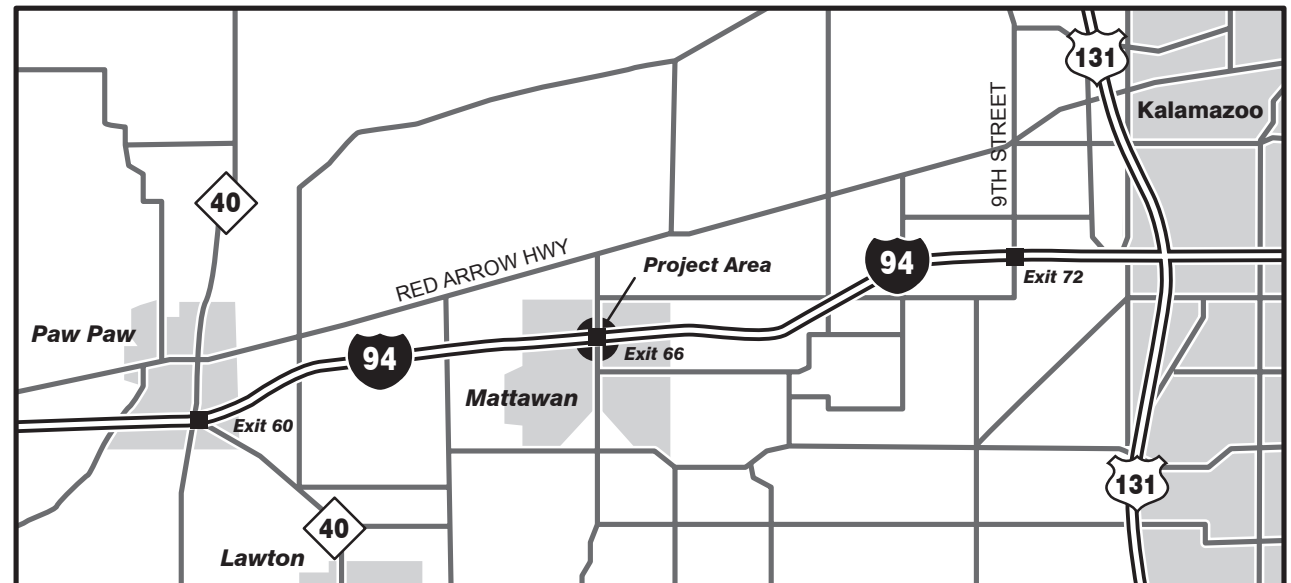 131
Kalamazoo
9TH STREET
40
RED ARROW HWY
Project Area
94
Exit 72
Paw Paw
94
Exit 66
Mattawan
Exit 60
131
40
Lawton